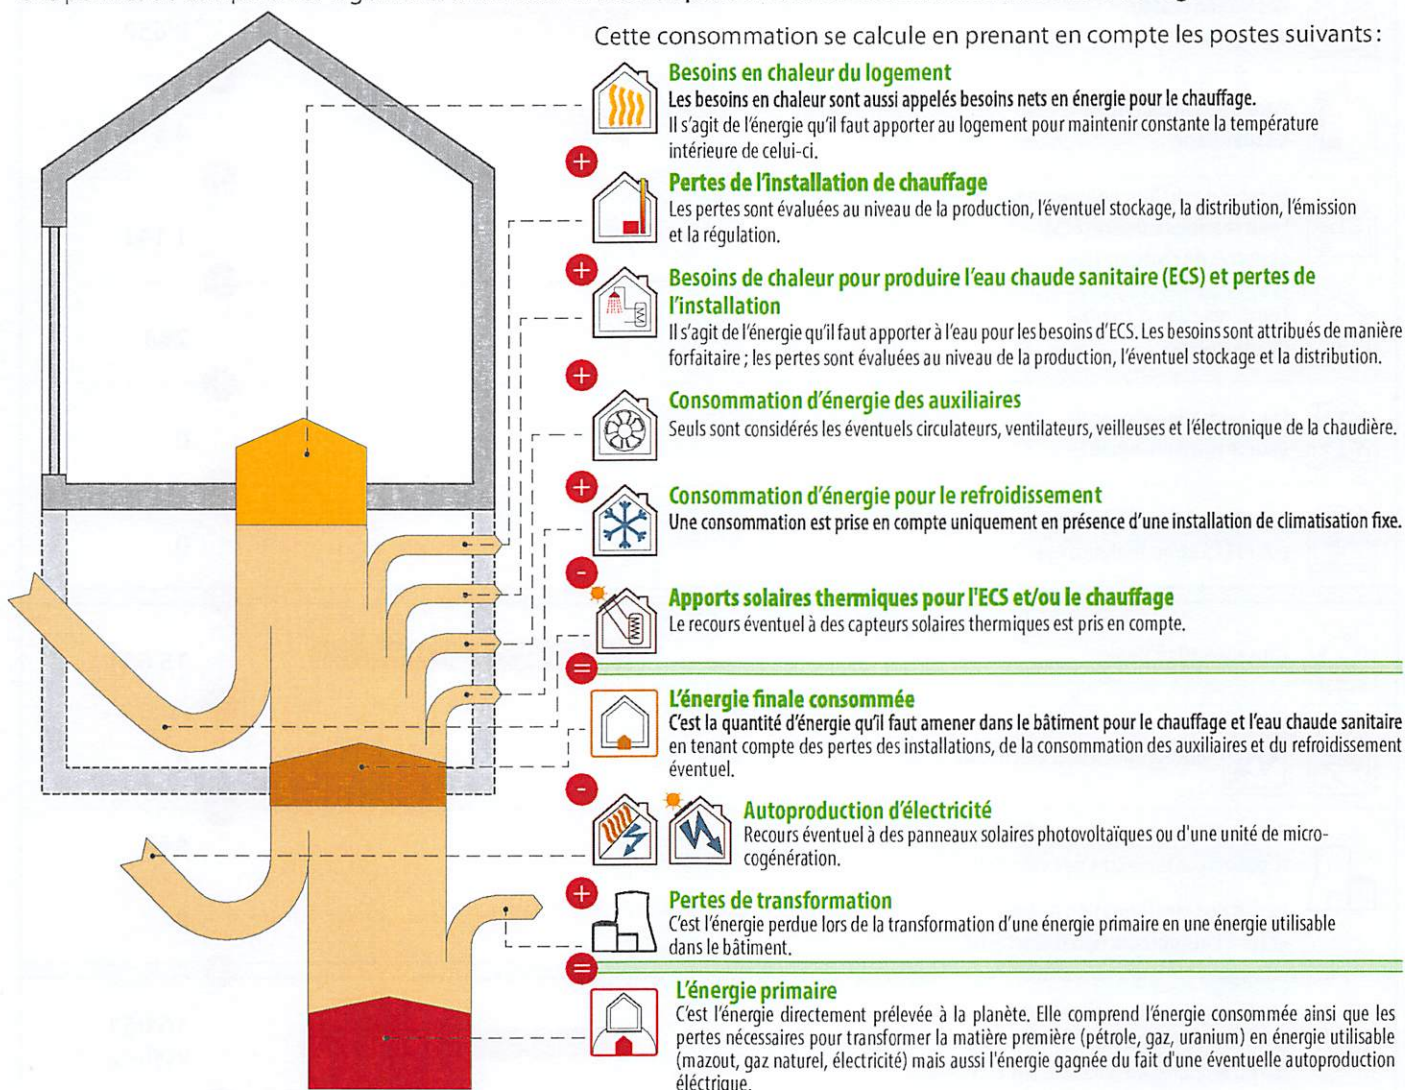 Cette consommation se calcule en prenant en compte les postes suivants :
Besoins en chaleur du logement
Les besoins en chaleur sont aussi appelés besoins nets en énergie pour le chauffage.
Il s'agit de l'énergie qu'il faut apporter au logement pour maintenir constante la température
intérieure de celui-ci.
+
Pertes de l'installation de chauffage
Les pertes sont évaluées au niveau de la production, l'éventuel stockage, la distribution, l'émission
et la régulation.
+
Besoins de chaleur pour produire l'eau chaude sanitaire (ECS) et pertes de
l'installation
Il s'agit de l'énergie qu'il faut apporter à l'eau pour les besoins d'ECS. Les besoins sont attribués de manière
forfaitaire ; les pertes sont évaluées au niveau de la production, l'éventuel stockage et la distribution.
+
Consommation d'énergie des auxiliaires
Seuls sont considérés les éventuels circulateurs, ventilateurs, veilleuses et l'électronique de la chaudière.
+
Consommation d'énergie pour le refroidissement
Une consommation est prise en compte uniquement en présence d'une installation de climatisation fixe.
-
Apports solaires thermiques pour l'ECS et/ou le chauffage
Le recours éventuel à des capteurs solaires thermiques est pris en compte.
=
L'énergie finale consommée
C'est la quantité d'énergie qu'il faut amener dans le bâtiment pour le chauffage et l'eau chaude sanitaire
en tenant compte des pertes des installations, de la consommation des auxiliaires et du refroidissement
éventuel.
-
Autoproduction d'électricité
Recours éventuel à des panneaux solaires photovoltaïques ou d'une unité de micro-
cogénération.
+
Pertes de transformation
C'est l'énergie perdue lors de la transformation d'une énergie primaire en une énergie utilisable
dans le bâtiment.
=
L'énergie primaire
C'est l'énergie directement prélevée à la planète. Elle comprend l'énergie consommée ainsi que les
pertes nécessaires pour transformer la matière première (pétrole, gaz, uranium) en énergie utilisable
(mazout, gaz naturel, électricité) mais aussi l'énergie gagnée du fait d'une éventuelle autoproduction
éléctrique.